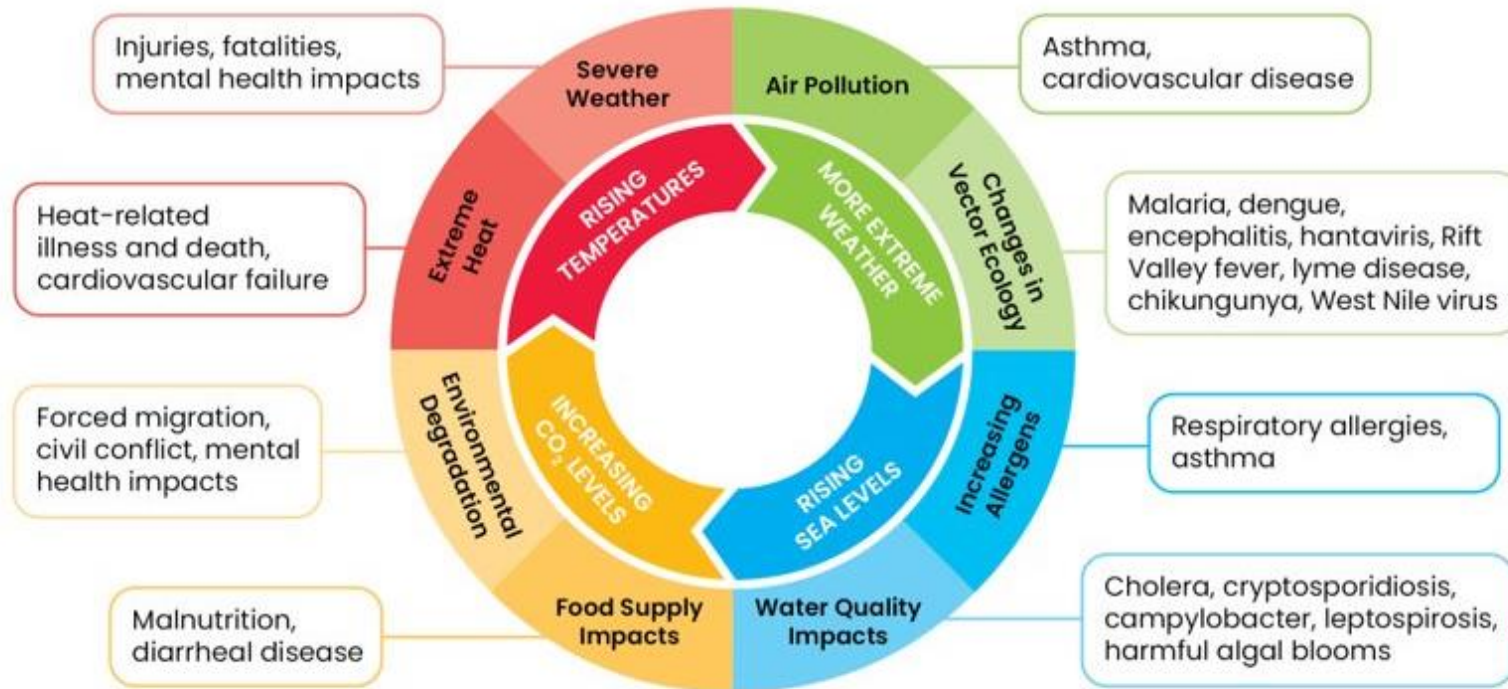 Injuries, fatalities,
mental health impacts
Severe
Weather
Air Pollution
Asthma,
cardiovascular disease
Heat-related
illness and death,
cardiovascular failure
Extreme
Heat
RISING
TEMPERATURES
MORE EXTREME
WEATHER
Changes in
Vector Ecology
Malaria, dengue,
encephalitis, hantaviris, Rift
Valley fever, lyme disease,
chikungunya, West Nile virus
Forced migration,
civil conflict, mental
health impacts
Environmental
Degradation
INCREASING
CO₂ LEVELS
RISING
SEA LEVELS
Increasing
Allergens
Respiratory allergies,
asthma
Malnutrition,
diarrheal disease
Food Supply
Impacts
Water Quality
Impacts
Cholera, cryptosporidiosis,
campylobacter, leptospirosis,
harmful algal blooms